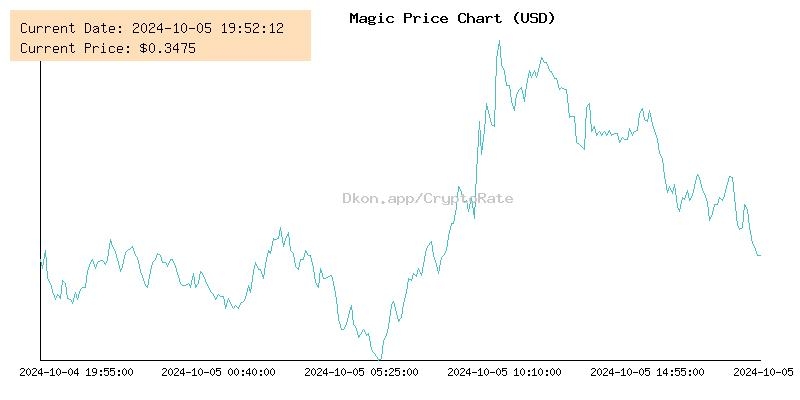 Magic Price Chart (USD)
Current Date: 2024-10-05 19:52:12
Current Price: $0.3475
Dkon.app/CryptoRate
2024-10-04 19:55:00 2024-10-05 00:40:00 2024-10-05 05:25:00 2024-10-05 10:10:00 2024-10-05 14:55:00 2024-10-05